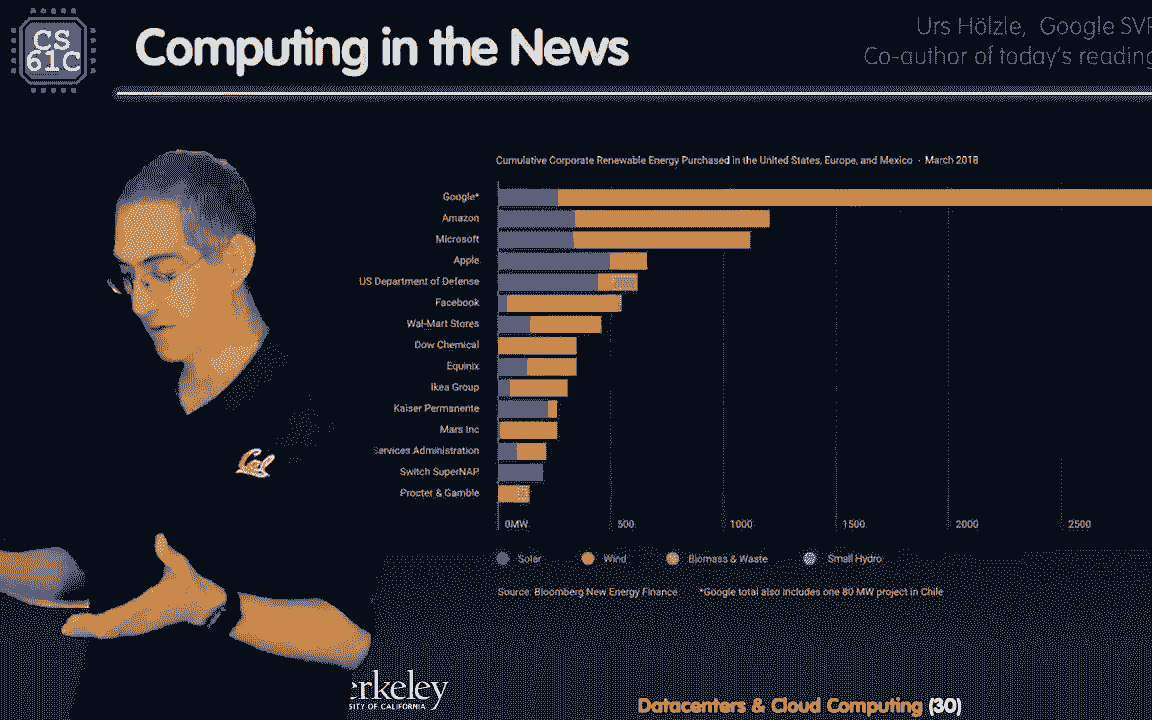 CS
61C
Computing in the News
Urs Hölzle, Google SVP
Co-author of today's reading
Cumulative Corporate Renewable Energy Purchased in the United States, Europe, and Mexico · March 2018
Google*
Amazon
Microsoft
Apple
US Department of Defense
Facebook
Wal-Mart Stores
Dow Chemical
Equinix
Ikea Group
Kaiser Permanente
Mars Inc
Services Administration
Switch SuperNAP
Procter & Gamble
0MW 500 1000 1500 2000 2500
Solar Wind Biomass & Waste Small Hydro
Source: Bloomberg New Energy Finance *Google total also includes one 80 MW project in Chile
Cal
erkeley
SITY OF CALIFORNIA
Datacenters & Cloud Computing (30)